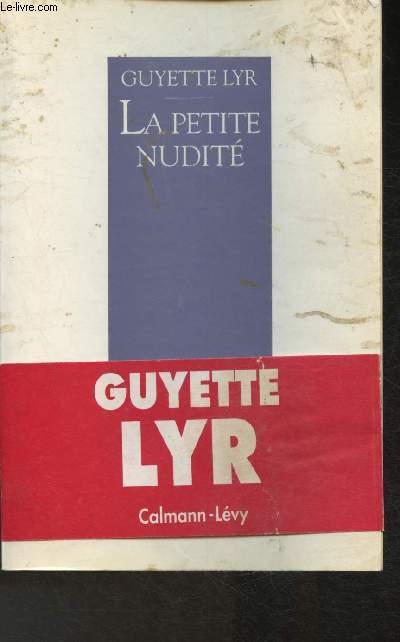 Le-livre.com
GUYETTE LYR
LA PETITE
NUDITÉ
GUYETTE
LYR
Calmann-Lévy